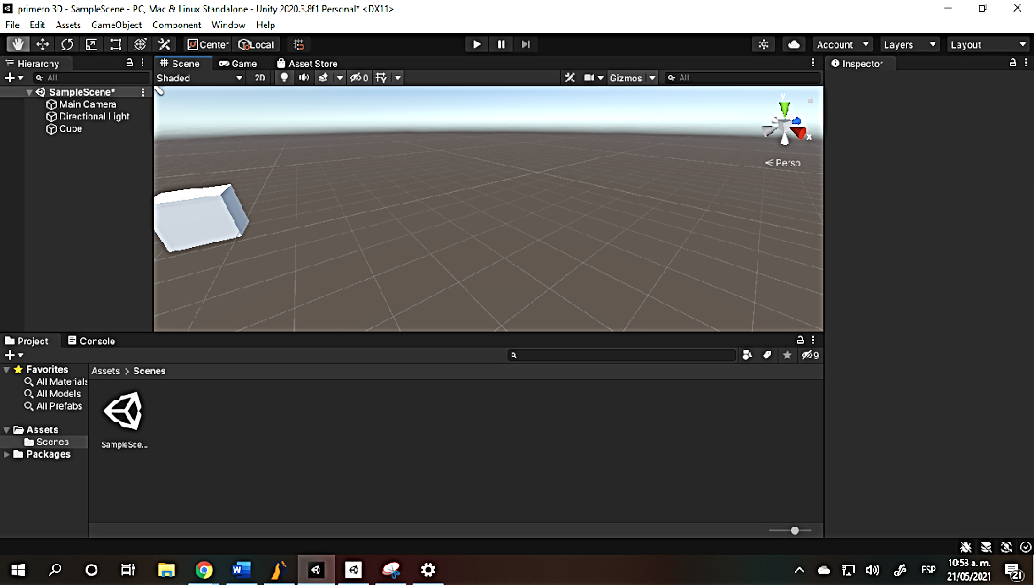 primero 3D - SampleScene - PC, Mac & Linux Standalone - Unity 2020.3.8f1 Personal* <DX11>
File Edit Assets GameObject Component Window Help
Center Local Account Layers Layout
Hierarchy Scene Game Asset Store Inspector
All Shaded 2D 0 Gizmos All
SampleScene*
Main Camera
Directional Light
Cube
y
x
< Persp
Project Console
9
Favorites Assets > Scenes
All Materials
All Models
All Prefabs
Assets
Scenes SampleSce...
Packages
ESP 10:53 a. m.
21/05/2021 21